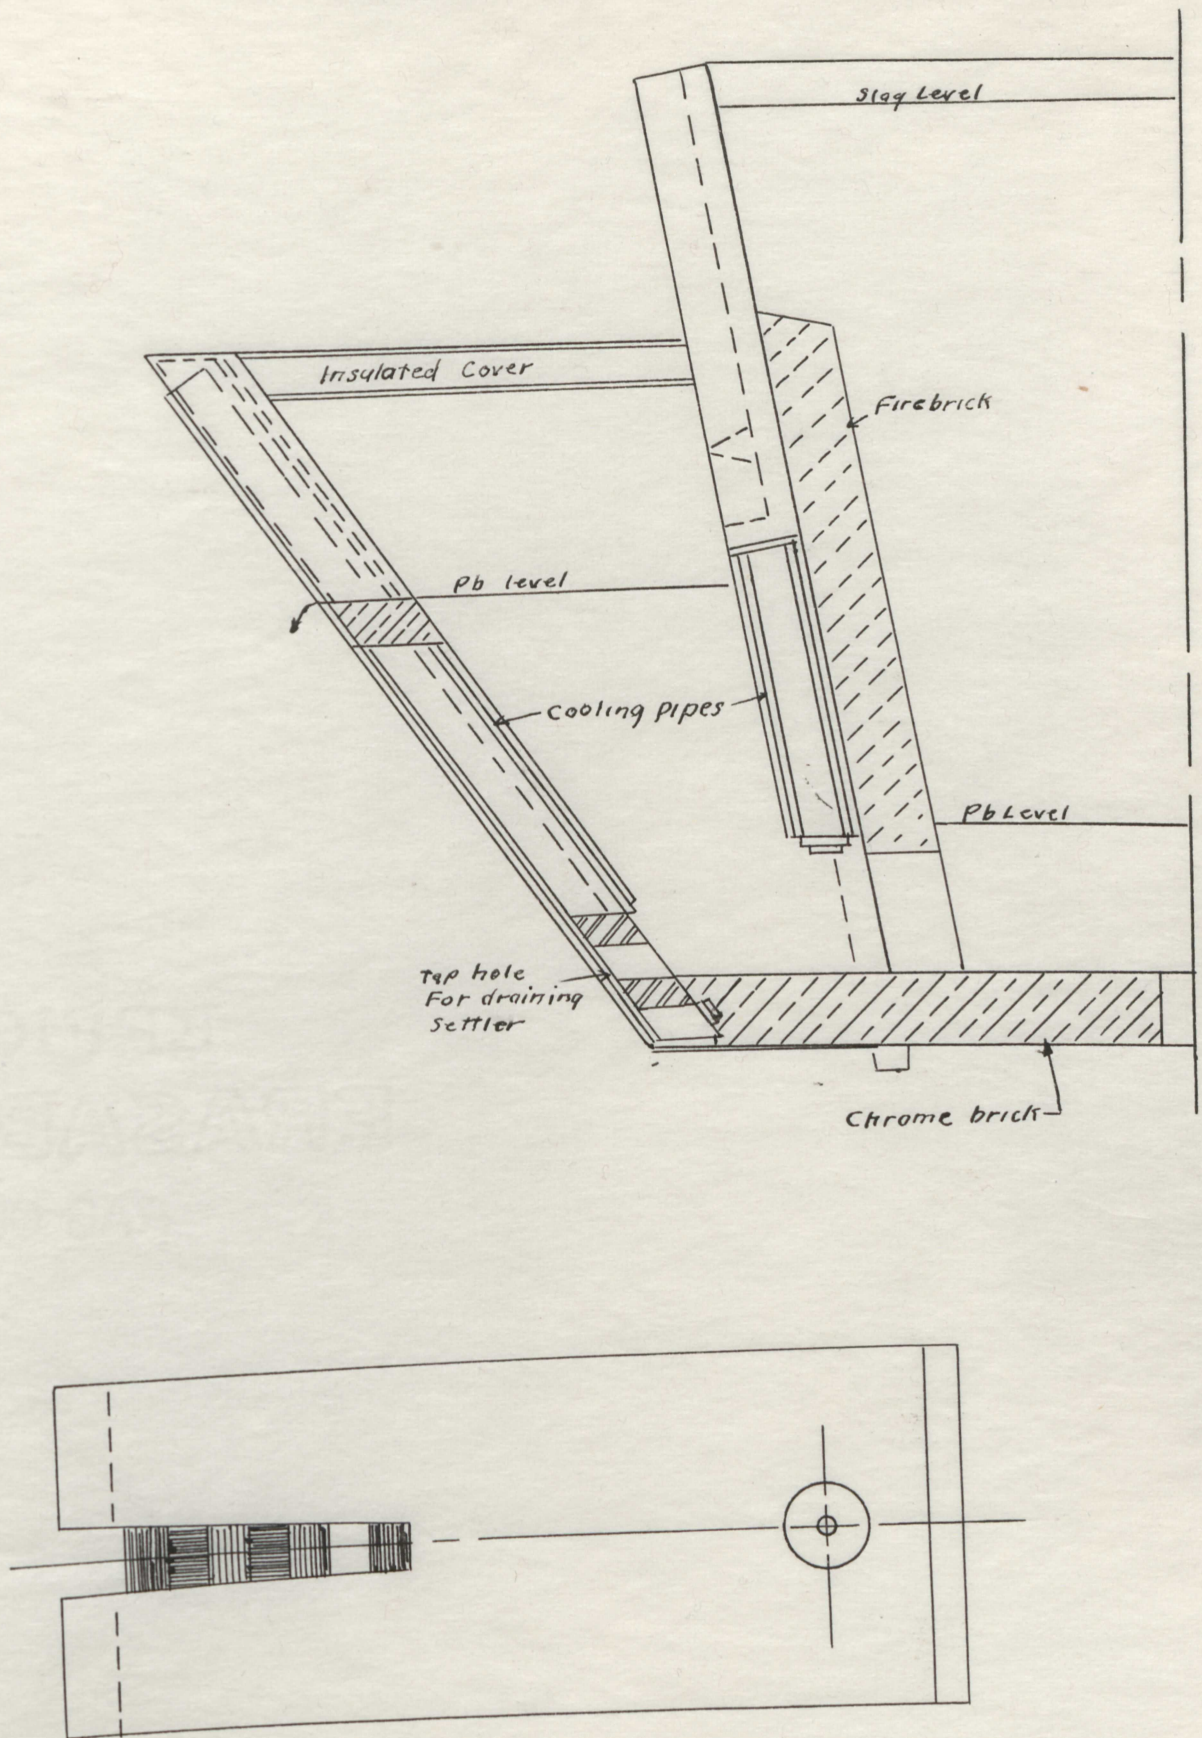 Slag Level
Insulated Cover
Firebrick
Pb level
Cooling pipes
Pb Level
Tap hole
For draining
Settler
Chrome brick